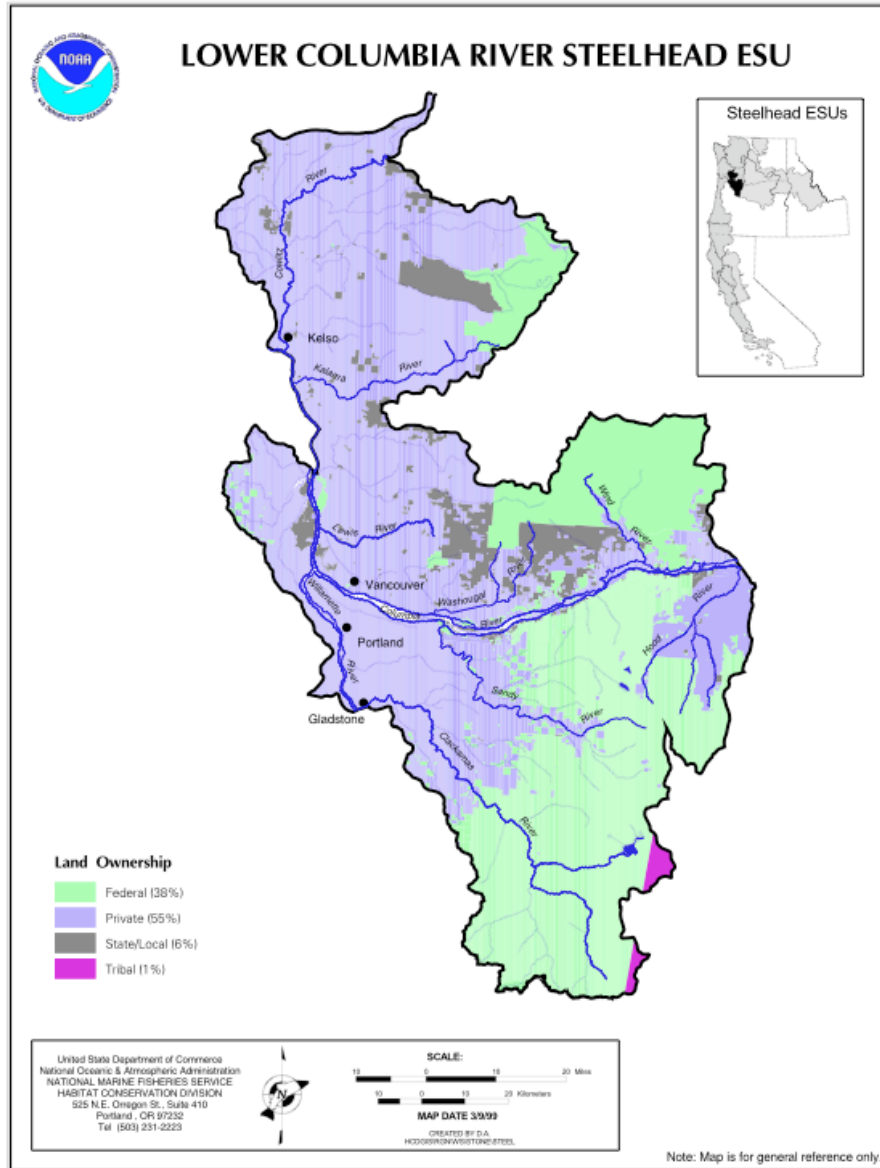 NOAA
LOWER COLUMBIA RIVER STEELHEAD ESU
Steelhead ESUs
River
Cowlitz
Kelso
Kalagra
River
Lewis
River
Wind
River
Vancouver
Washougal
River
Columbia
River
Willamette
River
Portland
Hood
River
Sandy
River
Gladstone
Clackamas
River
Land Ownership
Federal (38%)
Private (55%)
State/Local (6%)
Tribal (1%)
United State Department of Commerce
National Oceanic & Atmospheric Administration
NATIONAL MARINE FISHERIES SERVICE
HABITAT CONSERVATION DIVISION
525 N.E. Orregon St., Suite 410
Portland , OR 97232
Tel (503) 231-2223
N
SCALE:
10 0 10 20 Miles
10 0 10 20 Kilometers
MAP DATE 3/9/99
CREATED BY D.A.
Note: Map is for general reference only.